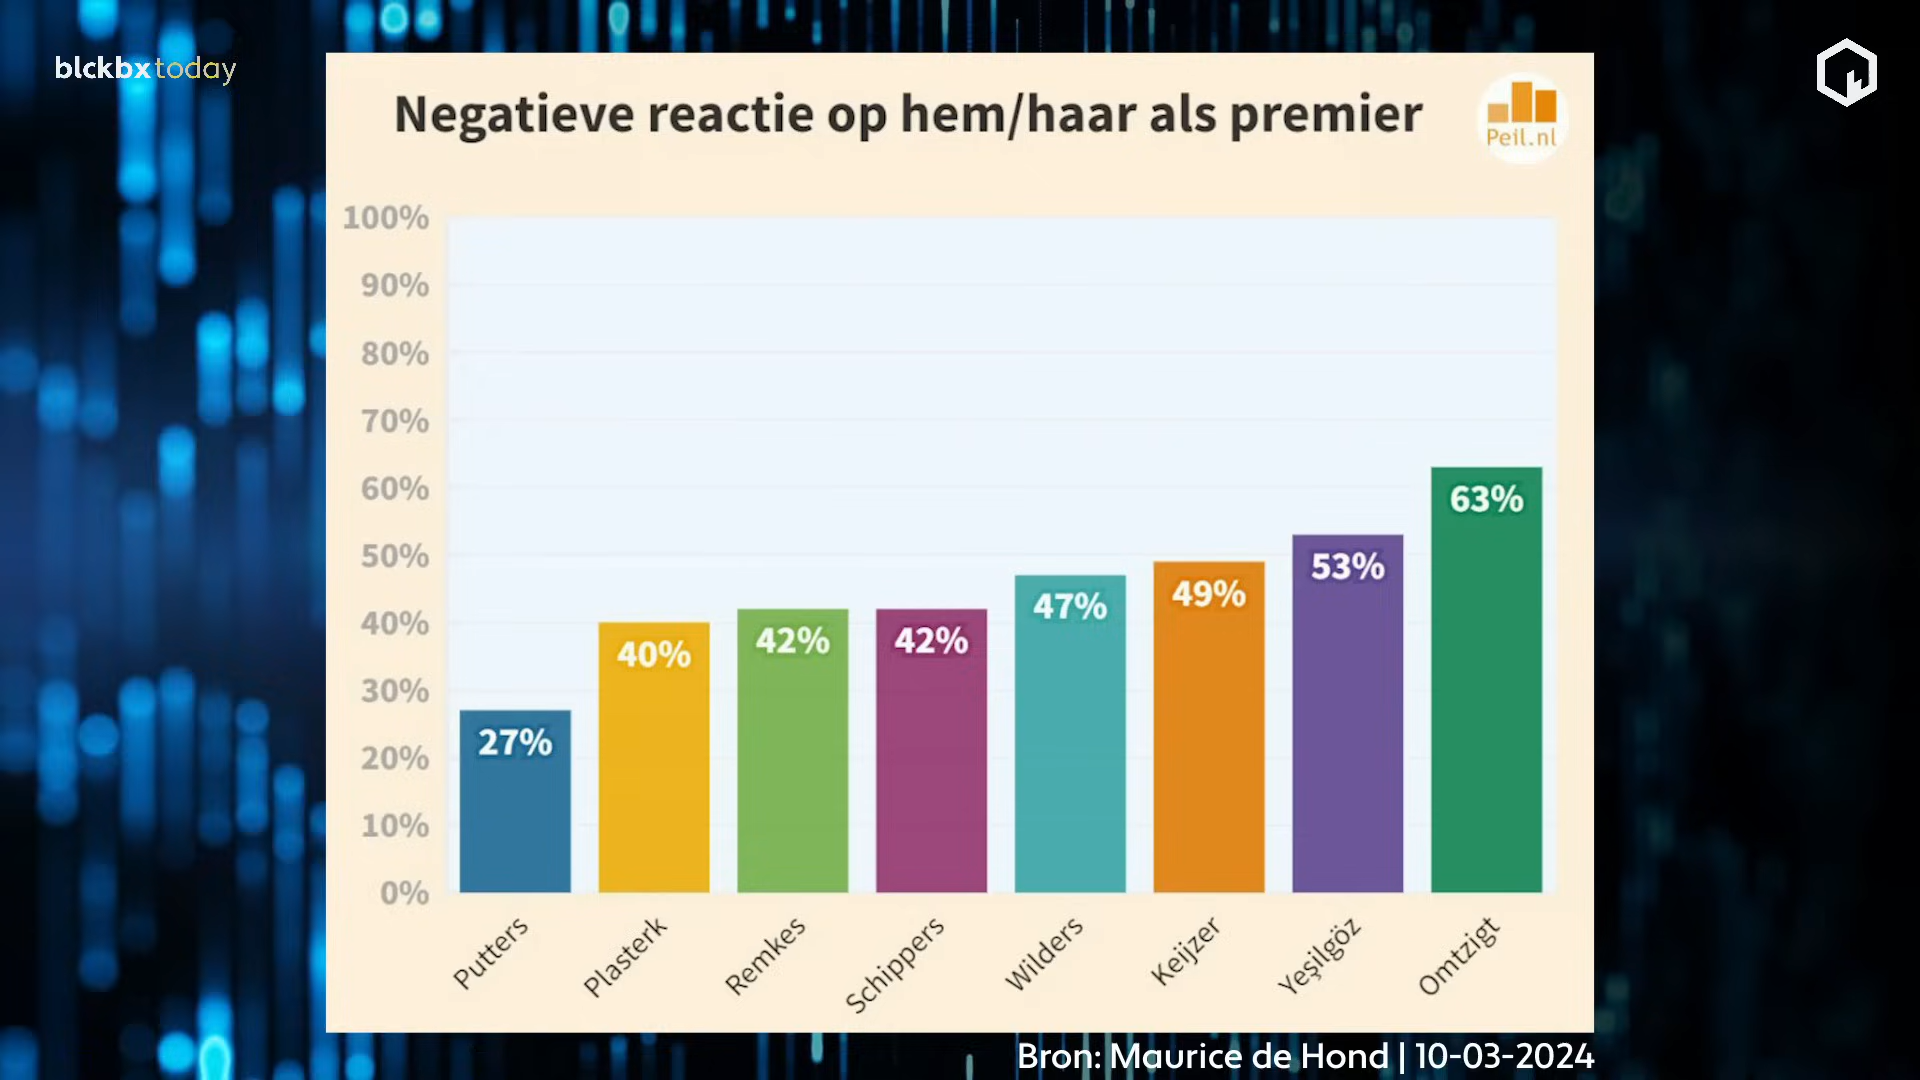 blckbxtoday
Negatieve reactie op hem/haar als premier
Peil.nl
100%
90%
80%
70%
60%
50%
40%
30%
20%
10%
0%
27%
40%
42%
42%
47%
49%
53%
63%
Putters
Plasterk
Remkes
Schippers
Wilders
Keijzer
Yeşilgöz
Omtzigt
Bron: Maurice de Hond | 10-03-2024